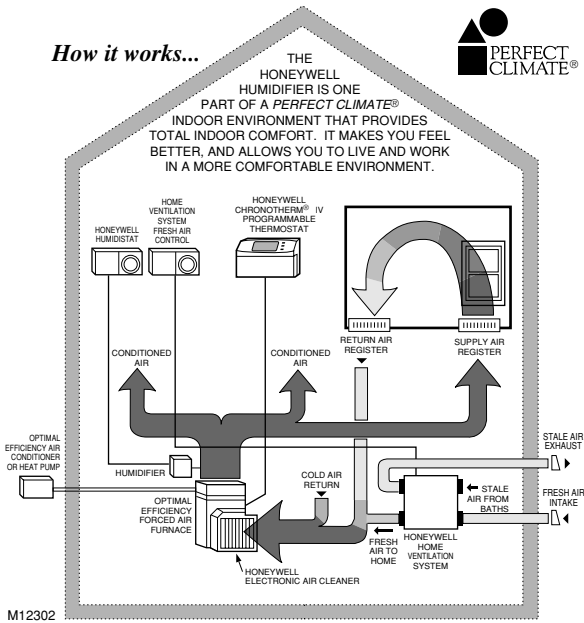 How it works...
PERFECT
CLIMATE®
THE
HONEYWELL
HUMIDIFIER IS ONE
PART OF A PERFECT CLIMATE®
INDOOR ENVIRONMENT THAT PROVIDES
TOTAL INDOOR COMFORT. IT MAKES YOU FEEL
BETTER, AND ALLOWS YOU TO LIVE AND WORK
IN A MORE COMFORTABLE ENVIRONMENT.
HONEYWELL
HUMIDISTAT
HOME
VENTILATION
SYSTEM
FRESH AIR
CONTROL
HONEYWELL
CHRONOTHERM® IV
PROGRAMMABLE
THERMOSTAT
RETURN AIR
REGISTER
SUPPLY AIR
REGISTER
CONDITIONED
AIR
CONDITIONED
AIR
OPTIMAL
EFFICIENCY AIR
CONDITIONER
OR HEAT PUMP
HUMIDIFIER
OPTIMAL
EFFICIENCY
FORCED AIR
FURNACE
COLD AIR
RETURN
STALE AIR
EXHAUST
STALE
AIR FROM
BATHS
FRESH AIR
INTAKE
FRESH
AIR TO
HOME
HONEYWELL
HOME
VENTILATION
SYSTEM
HONEYWELL
ELECTRONIC AIR CLEANER
M12302